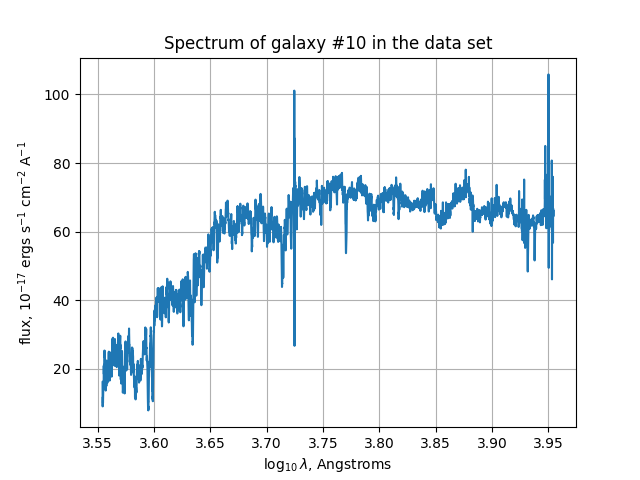 Spectrum of galaxy #10 in the data set
flux, 10⁻¹⁷ ergs s⁻¹ cm⁻² A⁻¹
100
80
60
40
20
3.55 3.60 3.65 3.70 3.75 3.80 3.85 3.90 3.95
log₁₀ λ, Angstroms